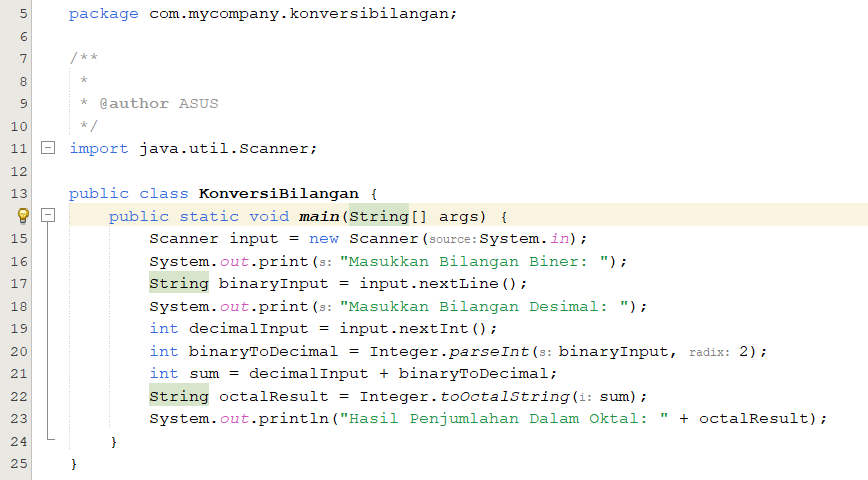 5 package com.mycompany.konversibilangan;
6
7 /**
8 *
9 * @author ASUS
10 */
11 import java.util.Scanner;
12
13 public class KonversiBilangan {
public static void main(String[] args) {
15 Scanner input = new Scanner(source:System.in);
16 System.out.print(s: "Masukkan Bilangan Biner: ");
17 String binaryInput = input.nextLine();
18 System.out.print(s: "Masukkan Bilangan Desimal: ");
19 int decimalInput = input.nextInt();
20 int binaryToDecimal = Integer.parseInt(s: binaryInput, radix: 2);
21 int sum = decimalInput + binaryToDecimal;
22 String octalResult = Integer.toOctalString(i: sum);
23 System.out.println("Hasil Penjumlahan Dalam Oktal: " + octalResult);
24 }
25 }